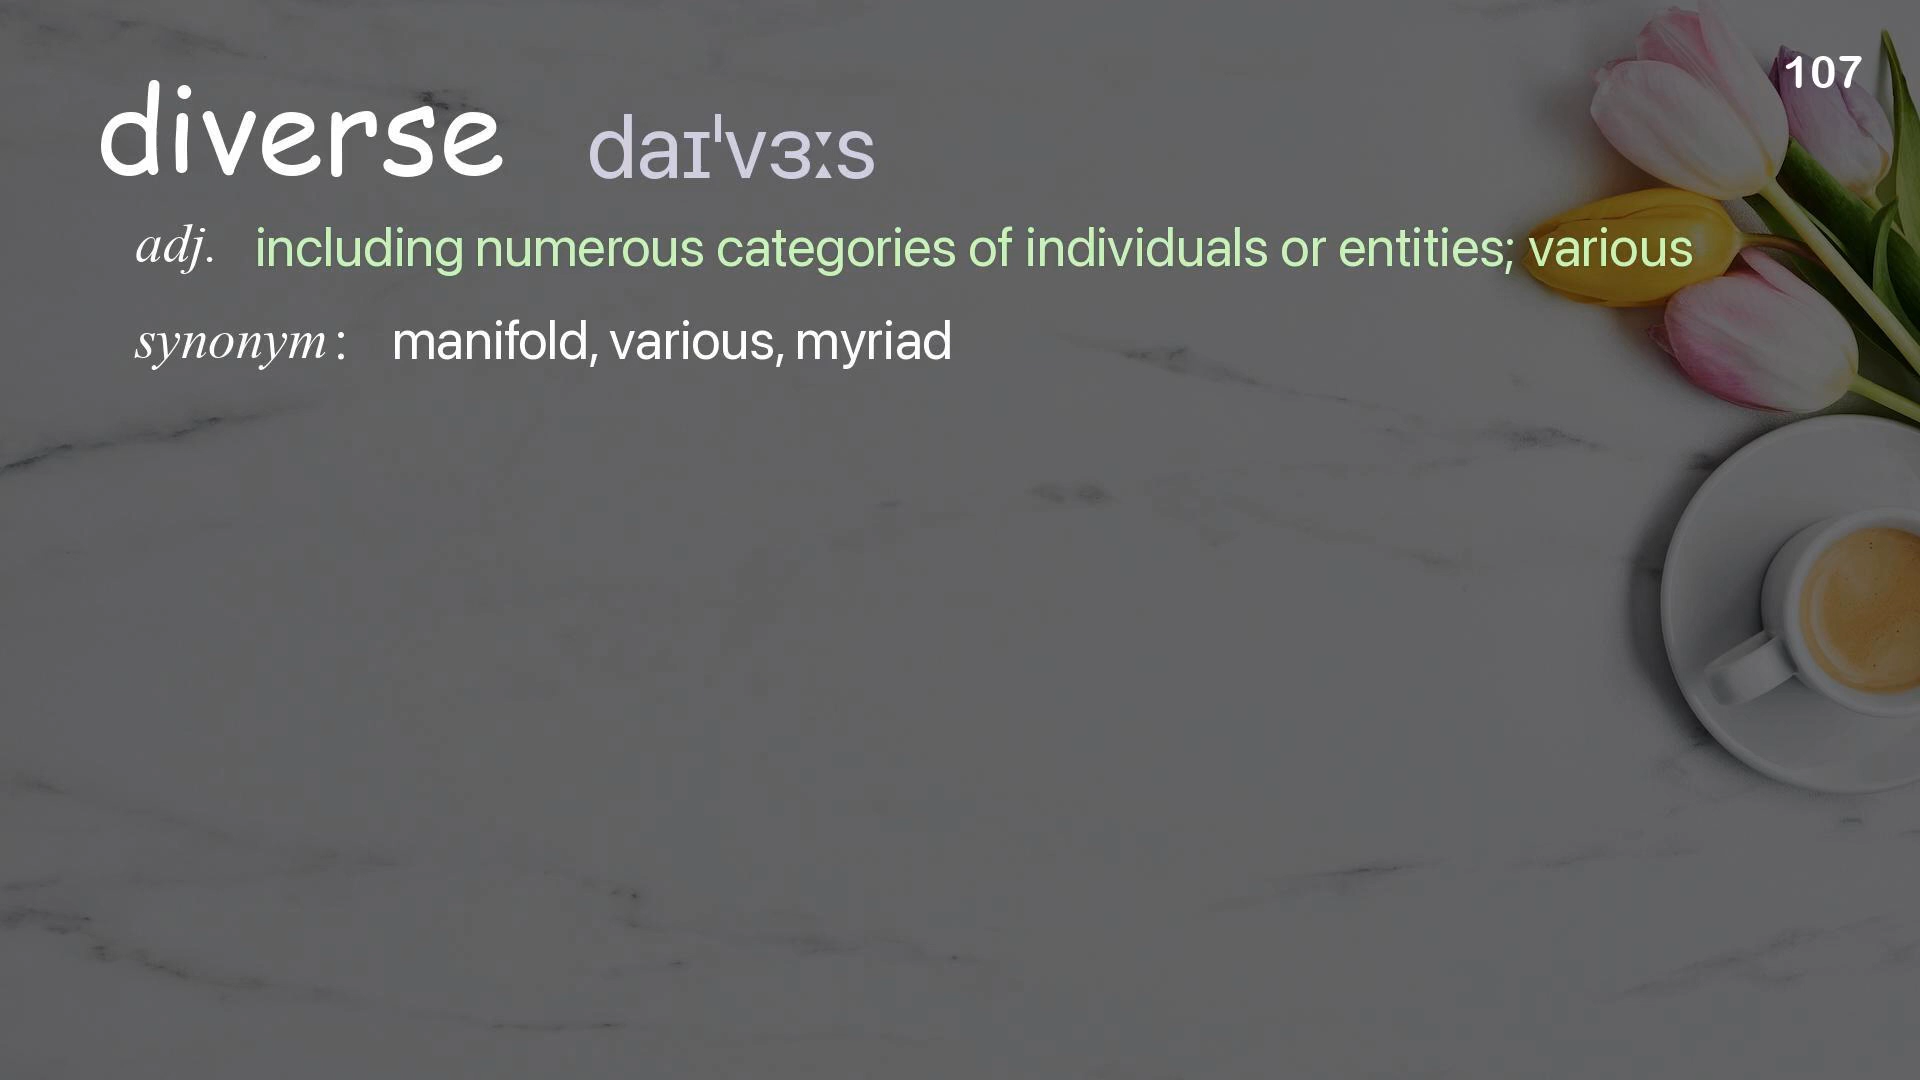 107
diverse daɪˈvɜːs
adj. including numerous categories of individuals or entities; various
synonym: manifold, various, myriad